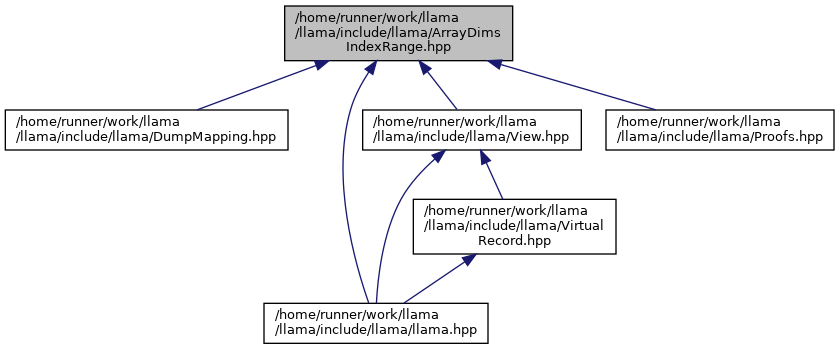 /home/runner/work/llama
/llama/include/llama/ArrayDims
IndexRange.hpp
/home/runner/work/llama
/llama/include/llama/DumpMapping.hpp
/home/runner/work/llama
/llama/include/llama/View.hpp
/home/runner/work/llama
/llama/include/llama/Proofs.hpp
/home/runner/work/llama
/llama/include/llama/Virtual
Record.hpp
/home/runner/work/llama
/llama/include/llama/llama.hpp